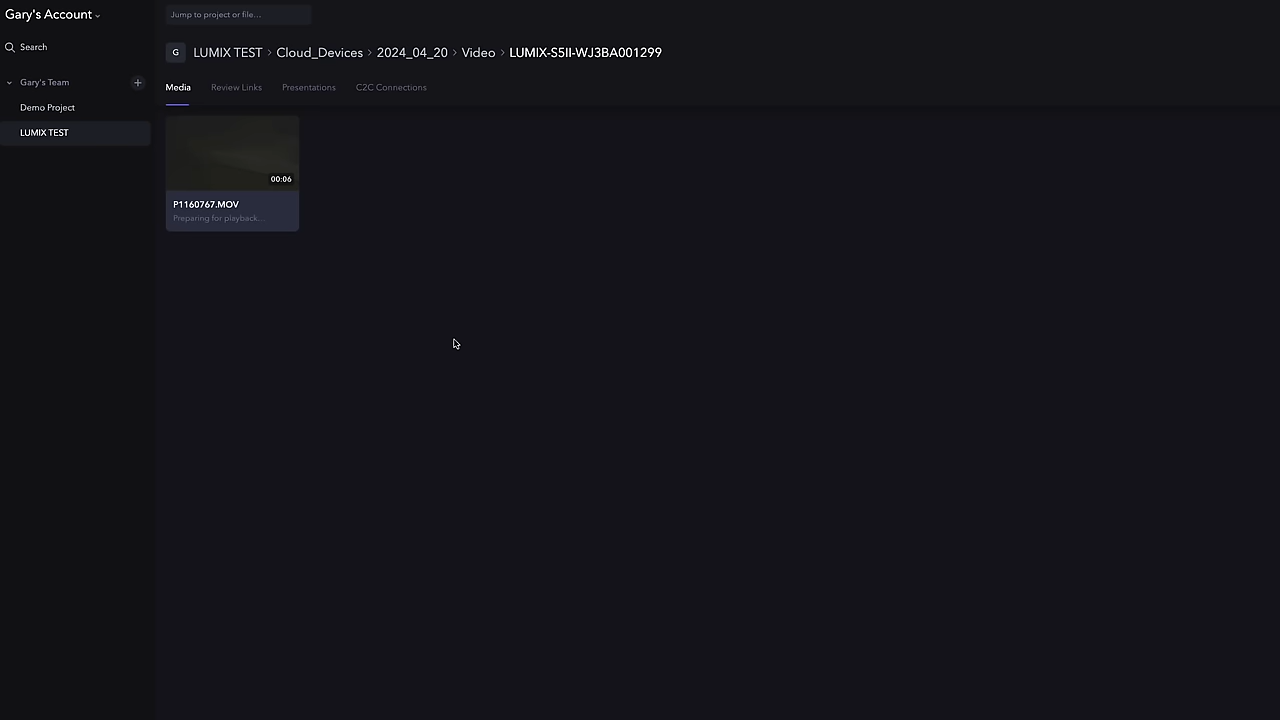 Gary's Account
Jump to project or file...
Search
G
LUMIX TEST > Cloud_Devices > 2024_04_20 > Video > LUMIX-S5II-WJ3BA001299
Gary's Team
+
Media
Review Links
Presentations
C2C Connections
Demo Project
LUMIX TEST
00:06
P1160767.MOV
Preparing for playback...